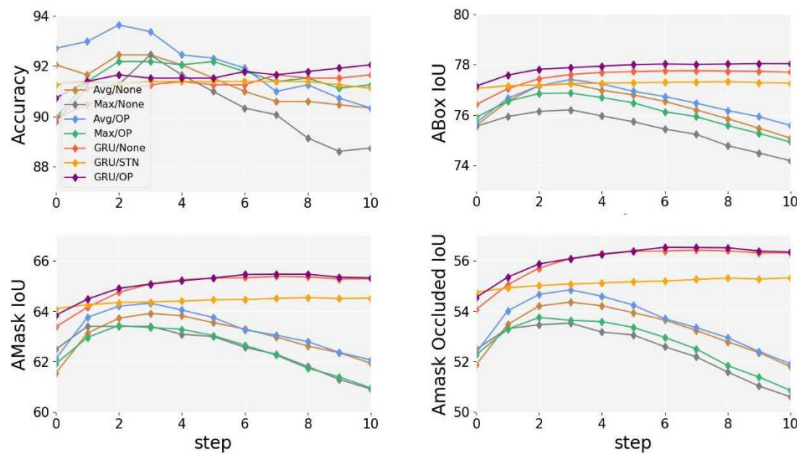 Accuracy
94
92
90
88
Avg/None
Max/None
Avg/OP
Max/OP
GRU/None
GRU/STN
GRU/OP
0 2 4 6 8 10
ABox IoU
80
78
76
74
0 2 4 6 8 10
AMask IoU
66
64
62
60
0 2 4 6 8 10
step
Amask Occluded IoU
56
54
52
50
0 2 4 6 8 10
step